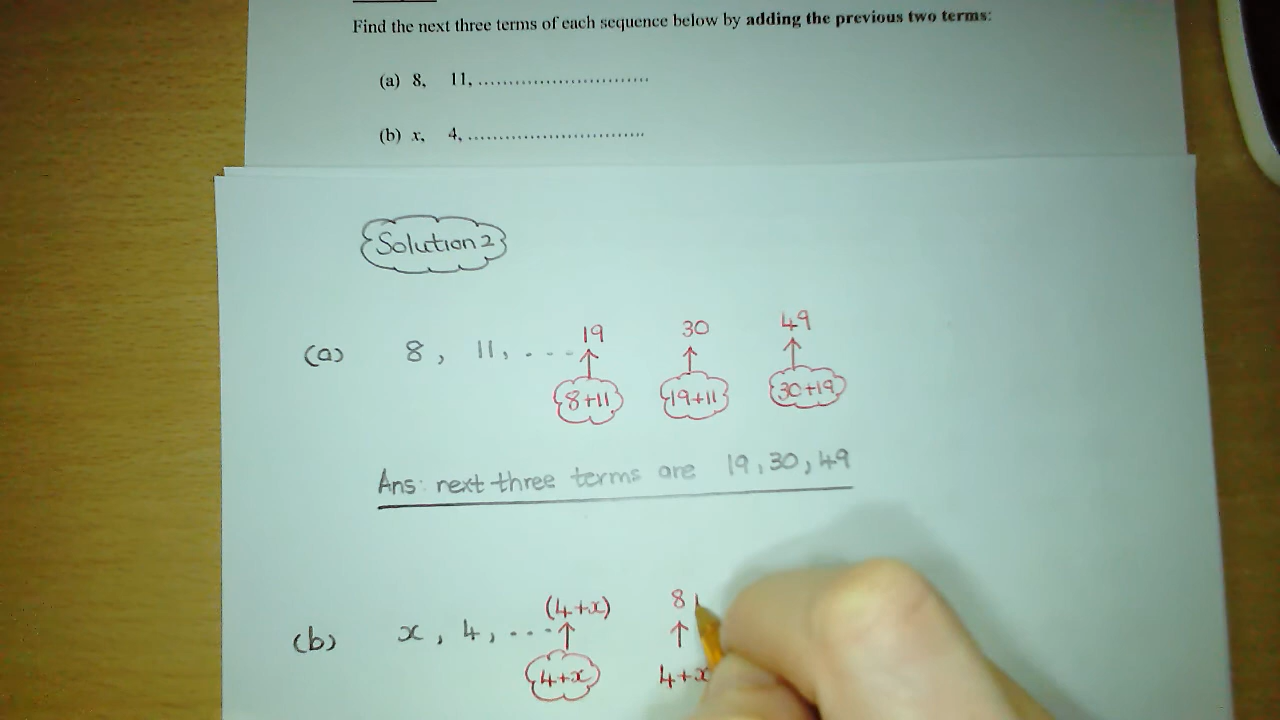 Find the next three terms of each sequence below by adding the previous two terms:
(a) 8, 11, ............................
(b) x, 4, .............................
Solution 2
19 30 49
(a) 8, 11, ...
8+11 19+11 30+19
Ans: next three terms are 19, 30, 49
(4+x) 8
(b) x, 4, ...
4+x 4+x